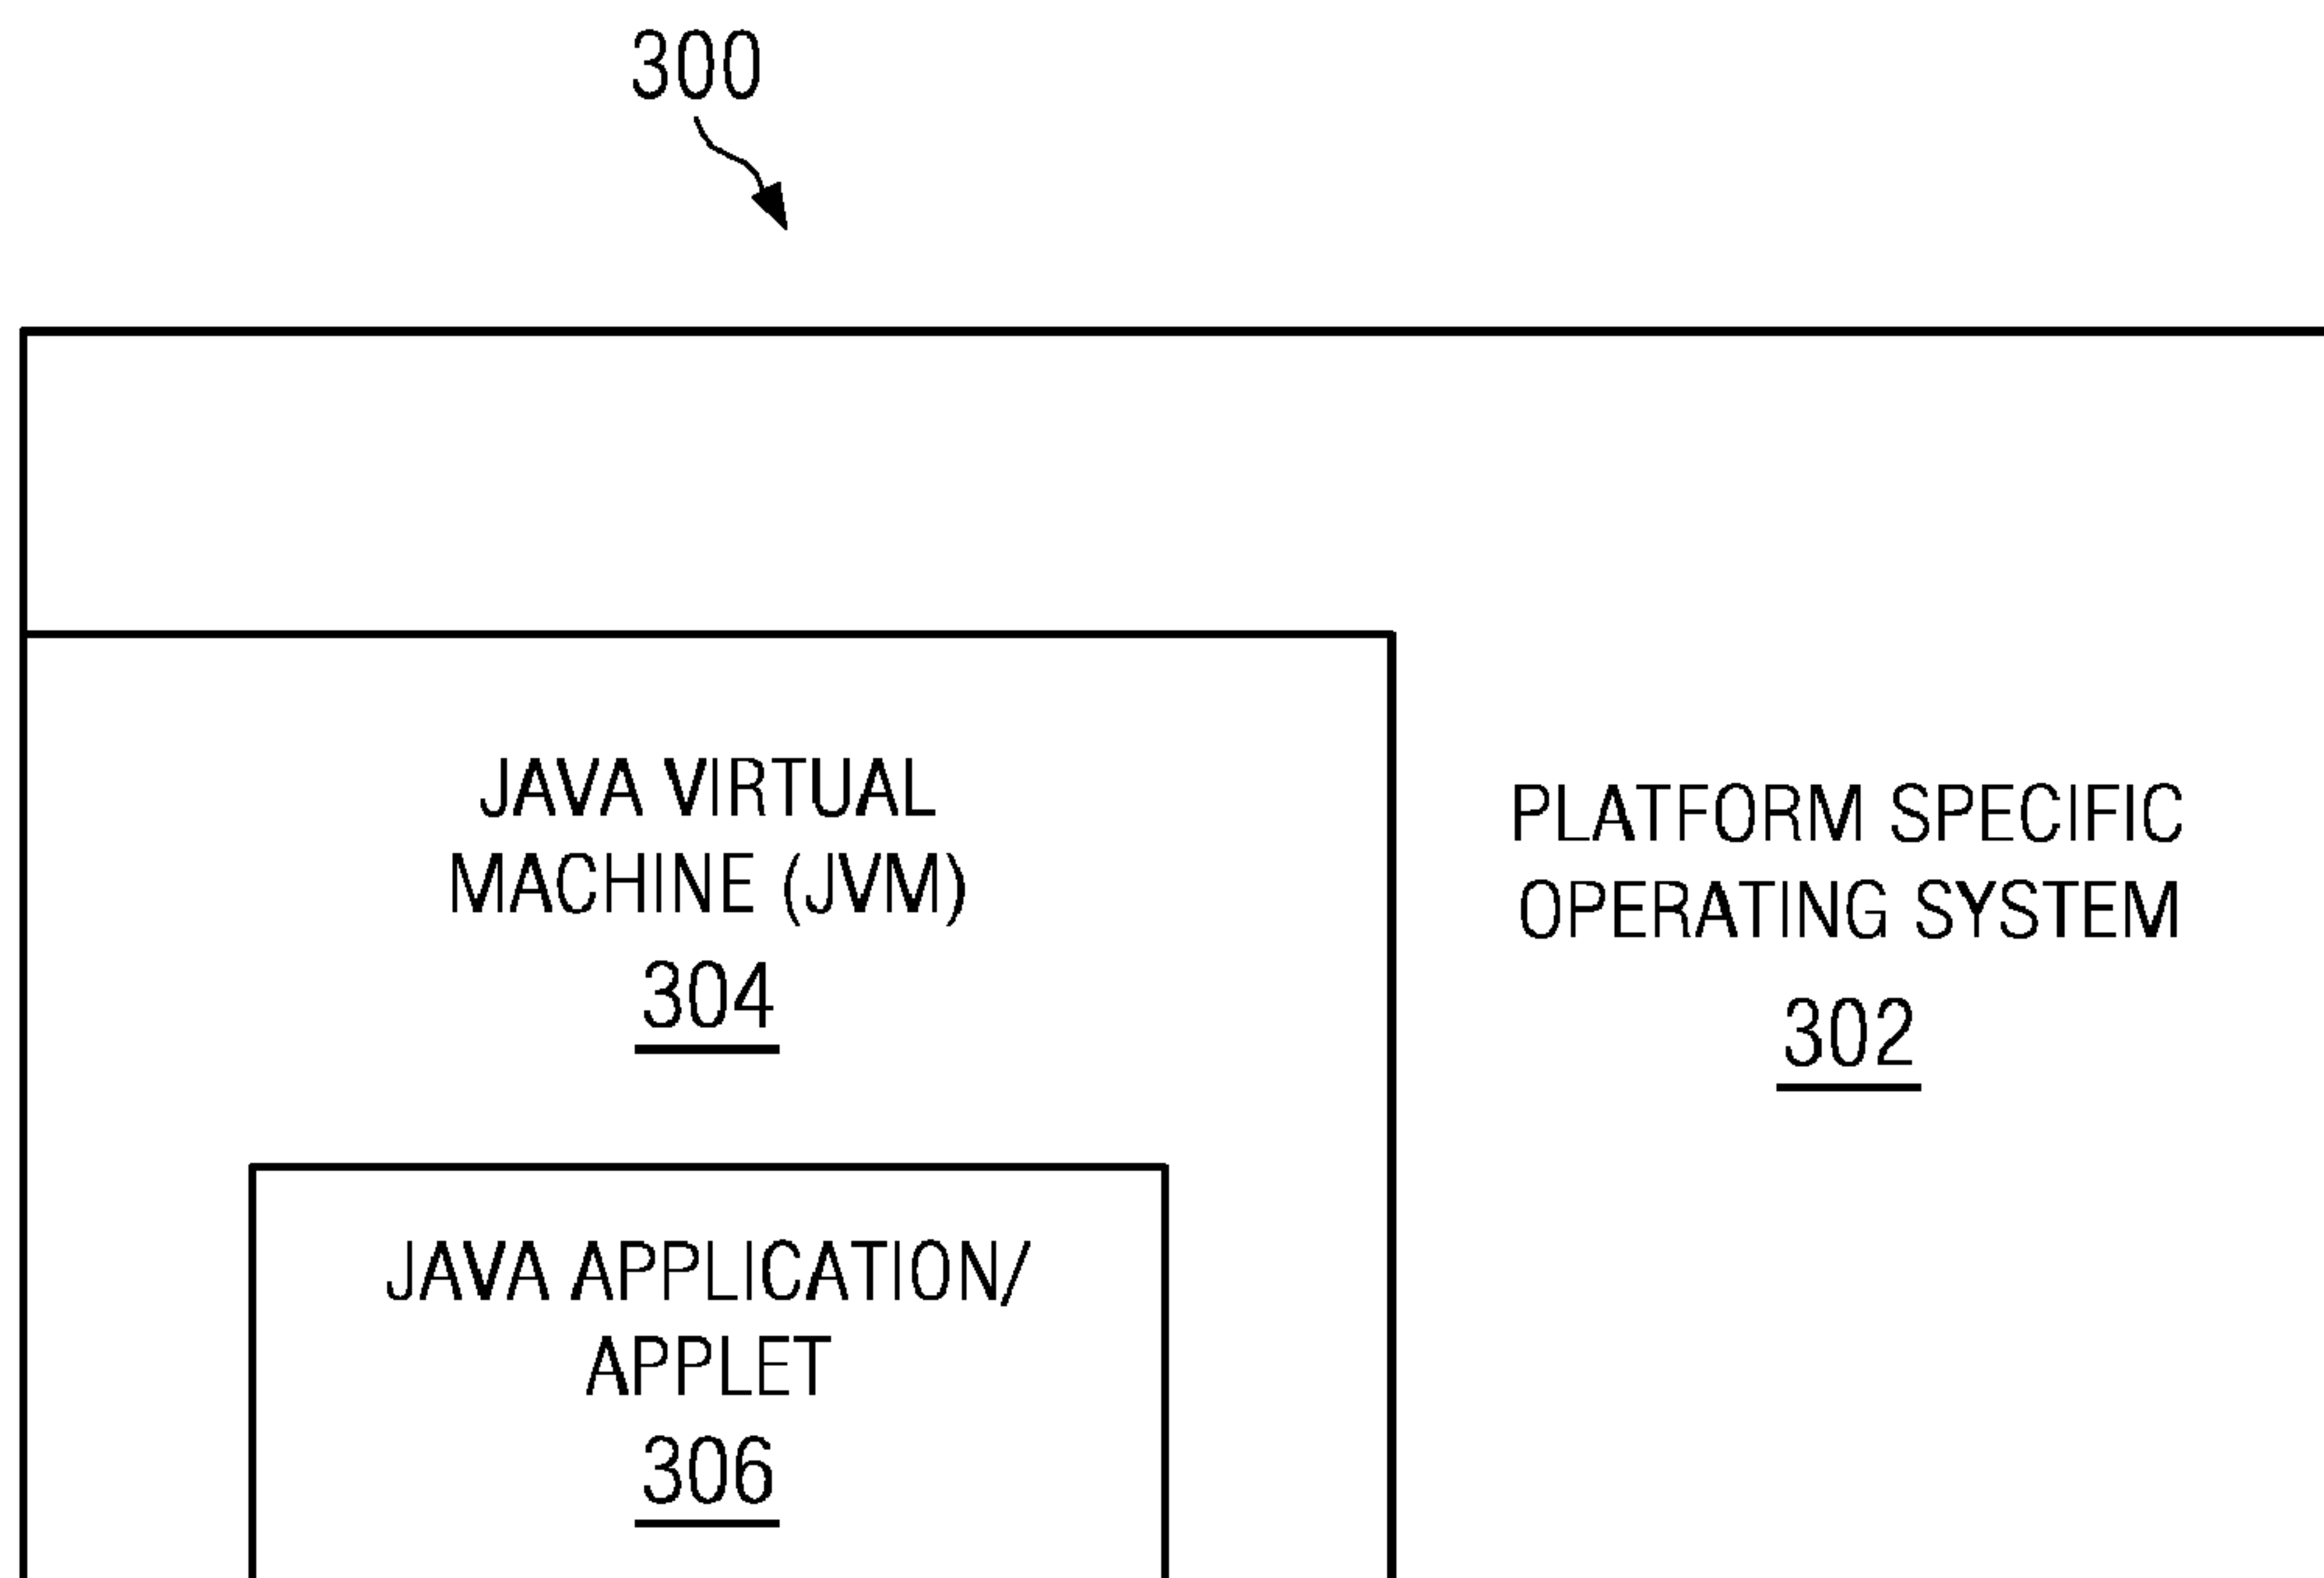 300
JAVA VIRTUAL
MACHINE (JVM)
304
PLATFORM SPECIFIC
OPERATING SYSTEM
302
JAVA APPLICATION/
APPLET
306